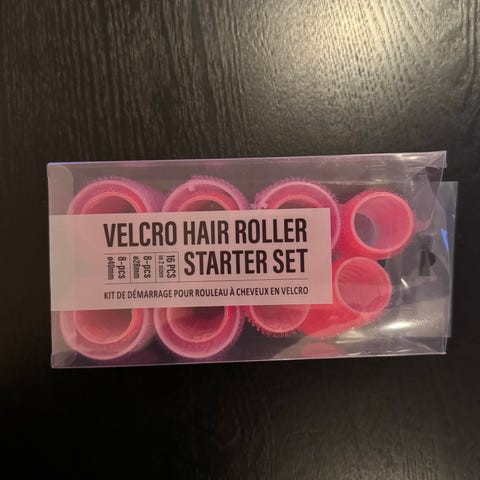 VELCRO HAIR ROLLER
STARTER SET
16 PCS
in 2 sizes
8-pcs
ø28mm
8-pcs
ø40mm
KIT DE DÉMARRAGE POUR ROULEAU À CHEVEUX EN VELCRO